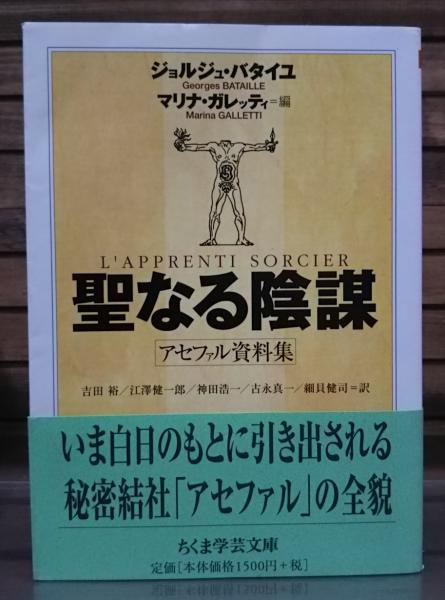 ジョルジュ・バタイユ
Georges BATAILLE
マリナ・ガレッティ=編
Marina GALLETTI
L'APPRENTI SORCIER
聖なる陰謀
アセファル資料集
吉田 裕／江澤健一郎／神田浩一／古永真一／細貝健司=訳
いま白日のもとに引き出される
秘密結社「アセファル」の全貌
ちくま学芸文庫
定価[本体価格1500円+税]